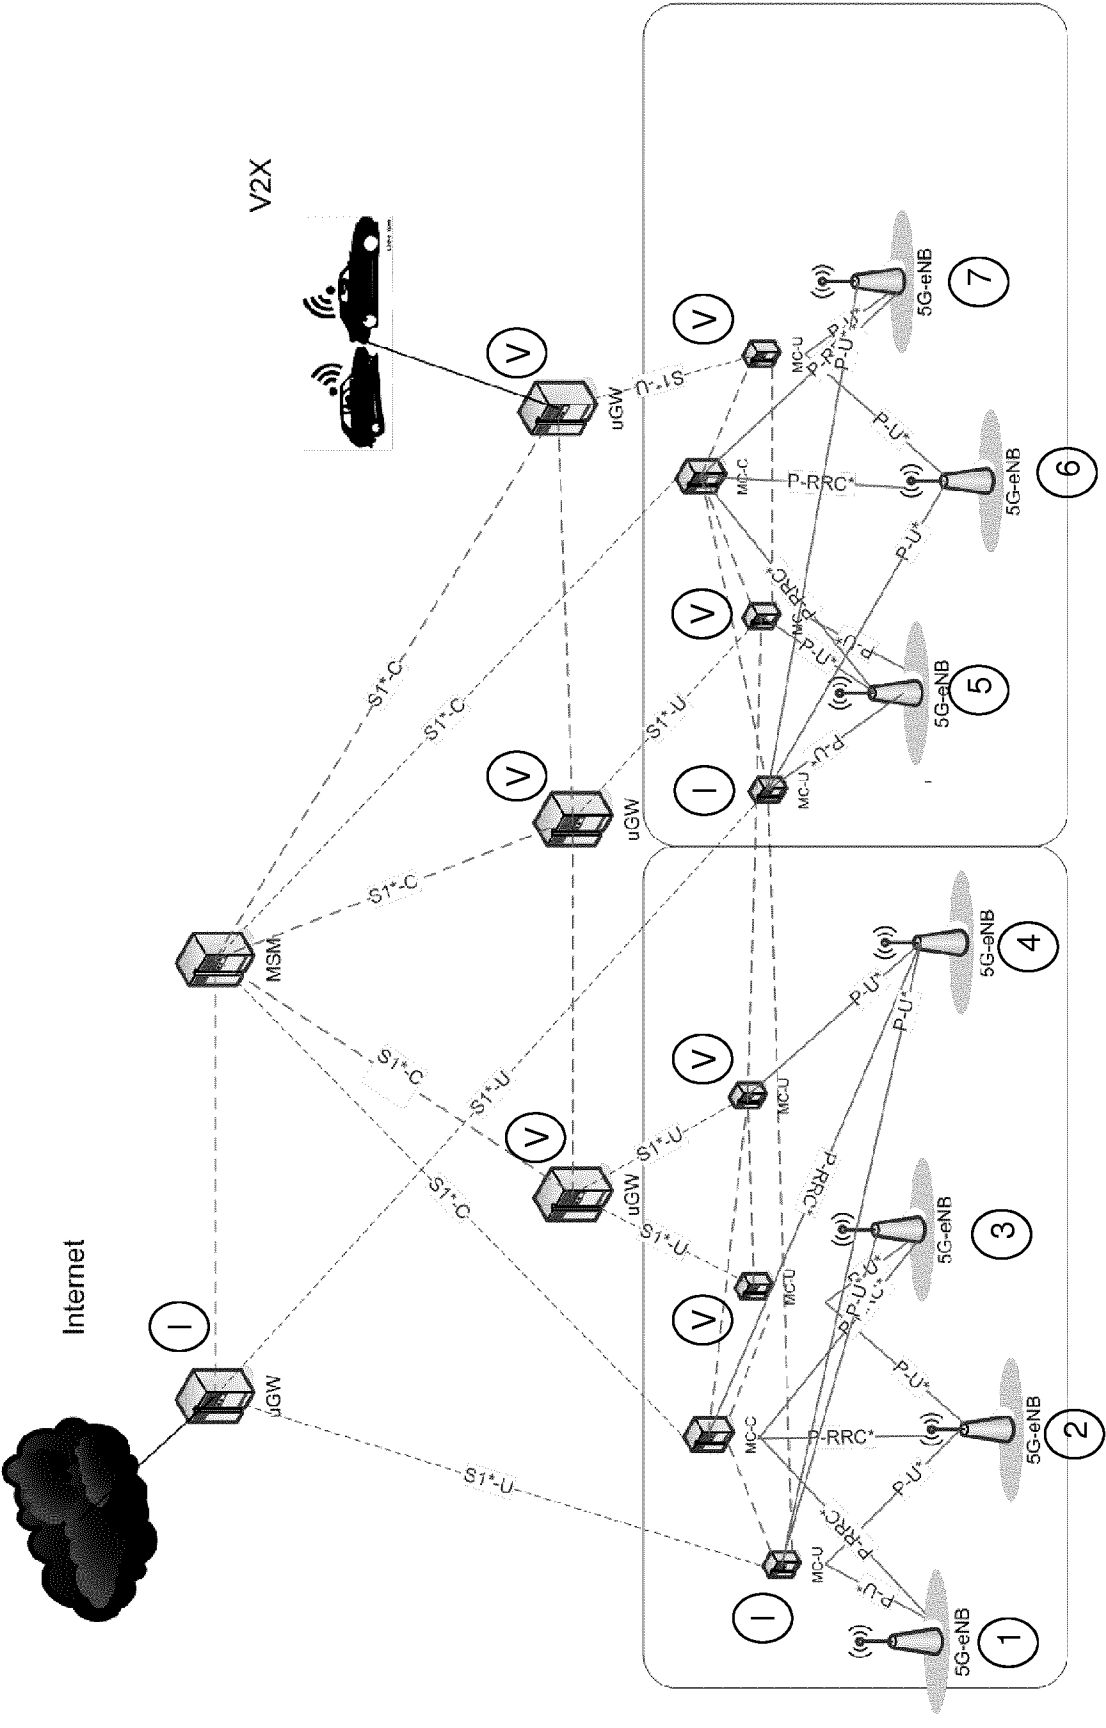 Internet
V2X
I
uGW
MSM
S1*-C
S1*-C
S1*-C
S1*-C
S1*-C
S1*-U
S1*-U
V
V
V
uGW
uGW
uGW
S1*-U
S1*-U
S1*-U
S1*-U
I
V
V
I
V
V
MC-C
MC-C
MC-U
MC-U
MC-U
MC-U
MC-U
P-U*
P-RRC*
P-U*
P-RRC*
P-U*
P-U*
P-RRC*
P-U*
P-U*
P-U*
P-U*
P-U*
P-RRC*
P-U*
P-RRC*
P-U*
P-U*
P-U*
5G-eNB
5G-eNB
5G-eNB
5G-eNB
5G-eNB
5G-eNB
5G-eNB
1
2
3
4
5
6
7